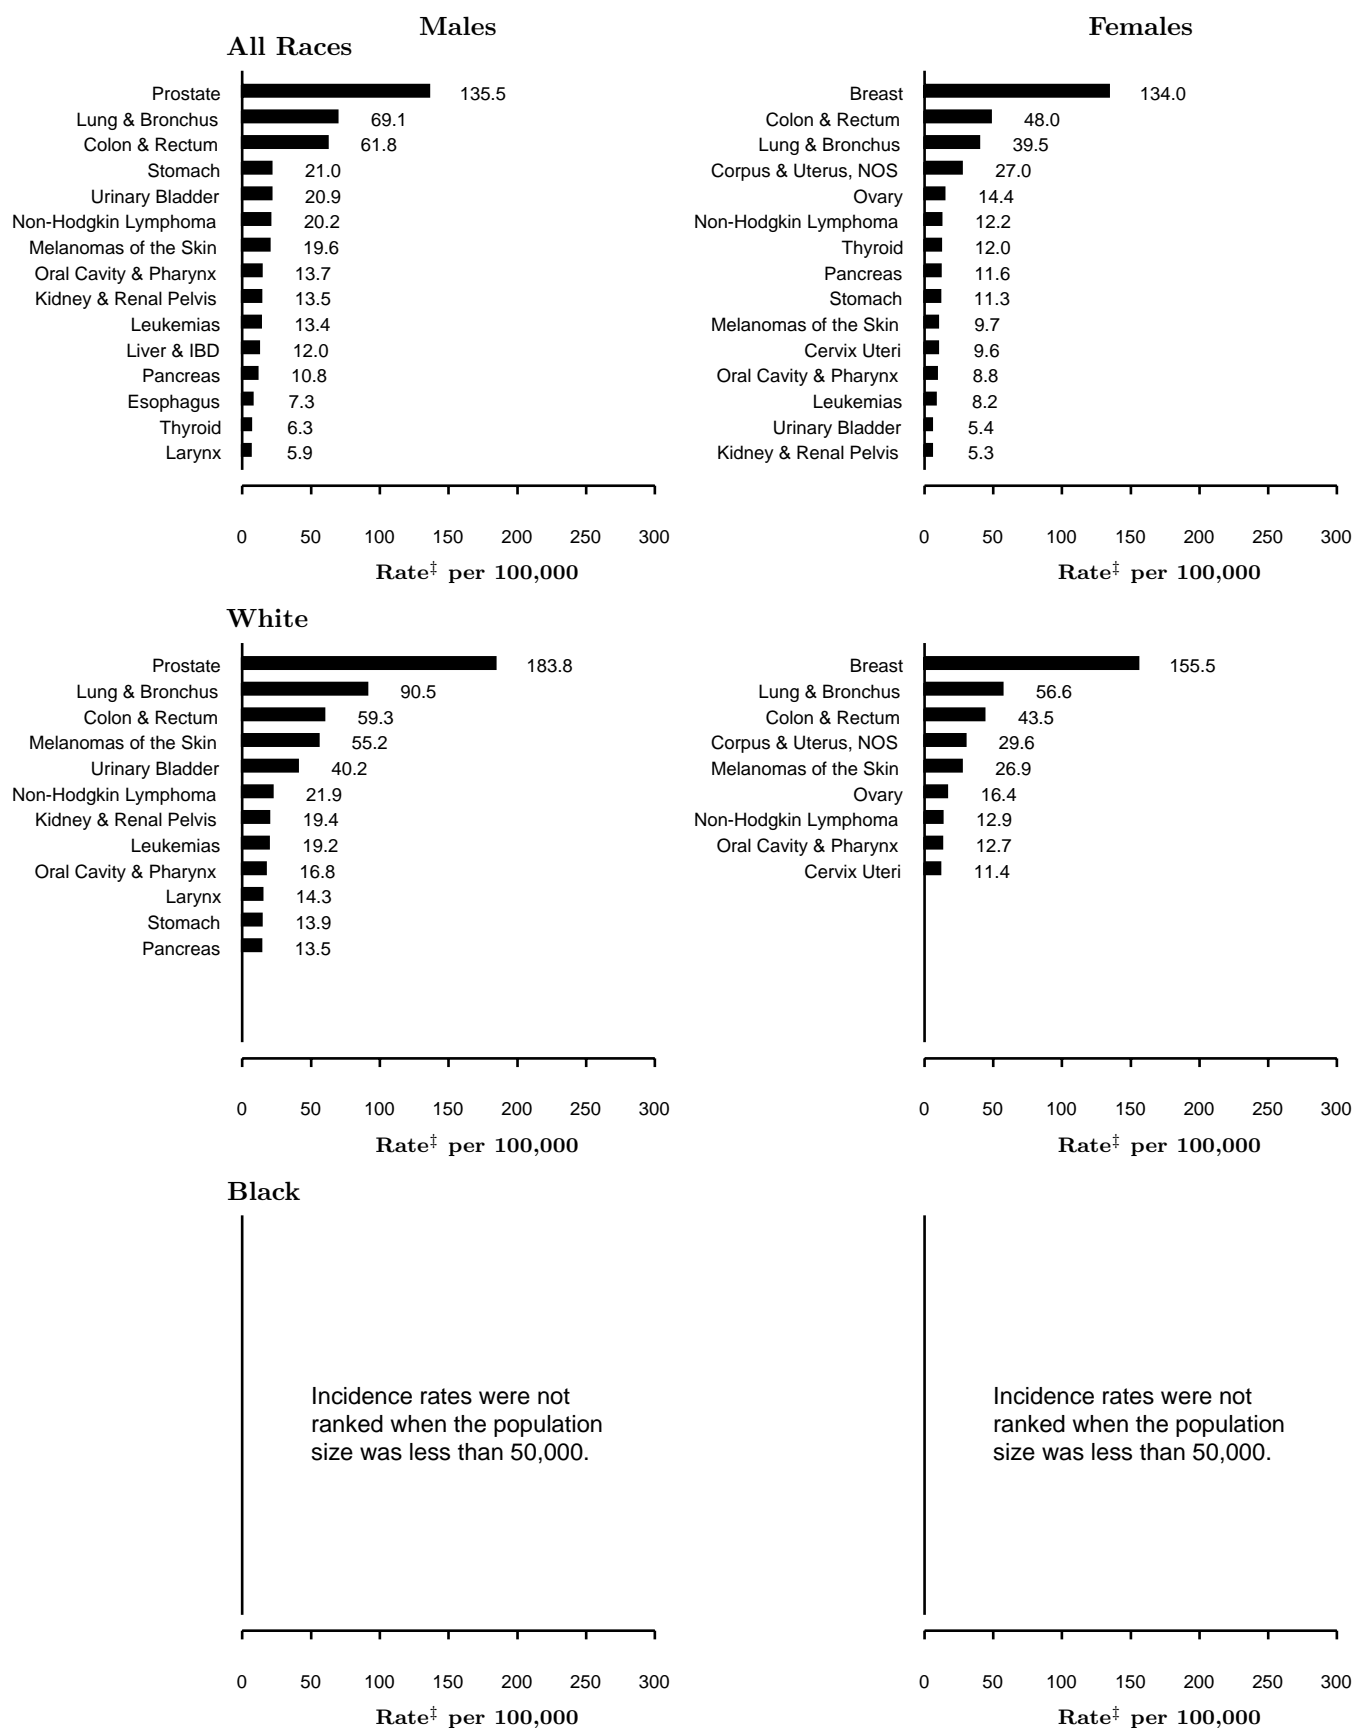 Males
Females
All Races
Prostate 135.5
Lung & Bronchus 69.1
Colon & Rectum 61.8
Stomach 21.0
Urinary Bladder 20.9
Non-Hodgkin Lymphoma 20.2
Melanomas of the Skin 19.6
Oral Cavity & Pharynx 13.7
Kidney & Renal Pelvis 13.5
Leukemias 13.4
Liver & IBD 12.0
Pancreas 10.8
Esophagus 7.3
Thyroid 6.3
Larynx 5.9
0 50 100 150 200 250 300
Rate‡ per 100,000
Breast 134.0
Colon & Rectum 48.0
Lung & Bronchus 39.5
Corpus & Uterus, NOS 27.0
Ovary 14.4
Non-Hodgkin Lymphoma 12.2
Thyroid 12.0
Pancreas 11.6
Stomach 11.3
Melanomas of the Skin 9.7
Cervix Uteri 9.6
Oral Cavity & Pharynx 8.8
Leukemias 8.2
Urinary Bladder 5.4
Kidney & Renal Pelvis 5.3
0 50 100 150 200 250 300
Rate‡ per 100,000
White
Prostate 183.8
Lung & Bronchus 90.5
Colon & Rectum 59.3
Melanomas of the Skin 55.2
Urinary Bladder 40.2
Non-Hodgkin Lymphoma 21.9
Kidney & Renal Pelvis 19.4
Leukemias 19.2
Oral Cavity & Pharynx 16.8
Larynx 14.3
Stomach 13.9
Pancreas 13.5
0 50 100 150 200 250 300
Rate‡ per 100,000
Breast 155.5
Lung & Bronchus 56.6
Colon & Rectum 43.5
Corpus & Uterus, NOS 29.6
Melanomas of the Skin 26.9
Ovary 16.4
Non-Hodgkin Lymphoma 12.9
Oral Cavity & Pharynx 12.7
Cervix Uteri 11.4
0 50 100 150 200 250 300
Rate‡ per 100,000
Black
Incidence rates were not
ranked when the population
size was less than 50,000.
0 50 100 150 200 250 300
Rate‡ per 100,000
Incidence rates were not
ranked when the population
size was less than 50,000.
0 50 100 150 200 250 300
Rate‡ per 100,000